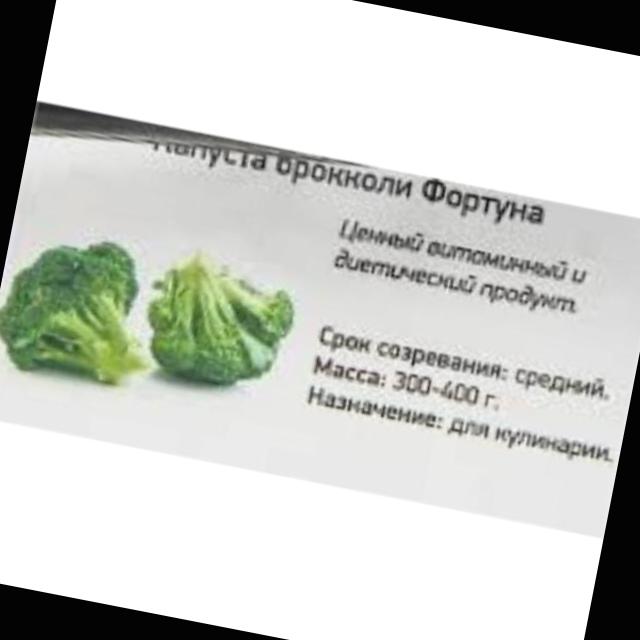 Капуста брокколи Фортуна
Ценный витаминный и
диетический продукт.
Срок созревания: средний.
Масса: 300-400 г.
Назначение: для кулинарии.